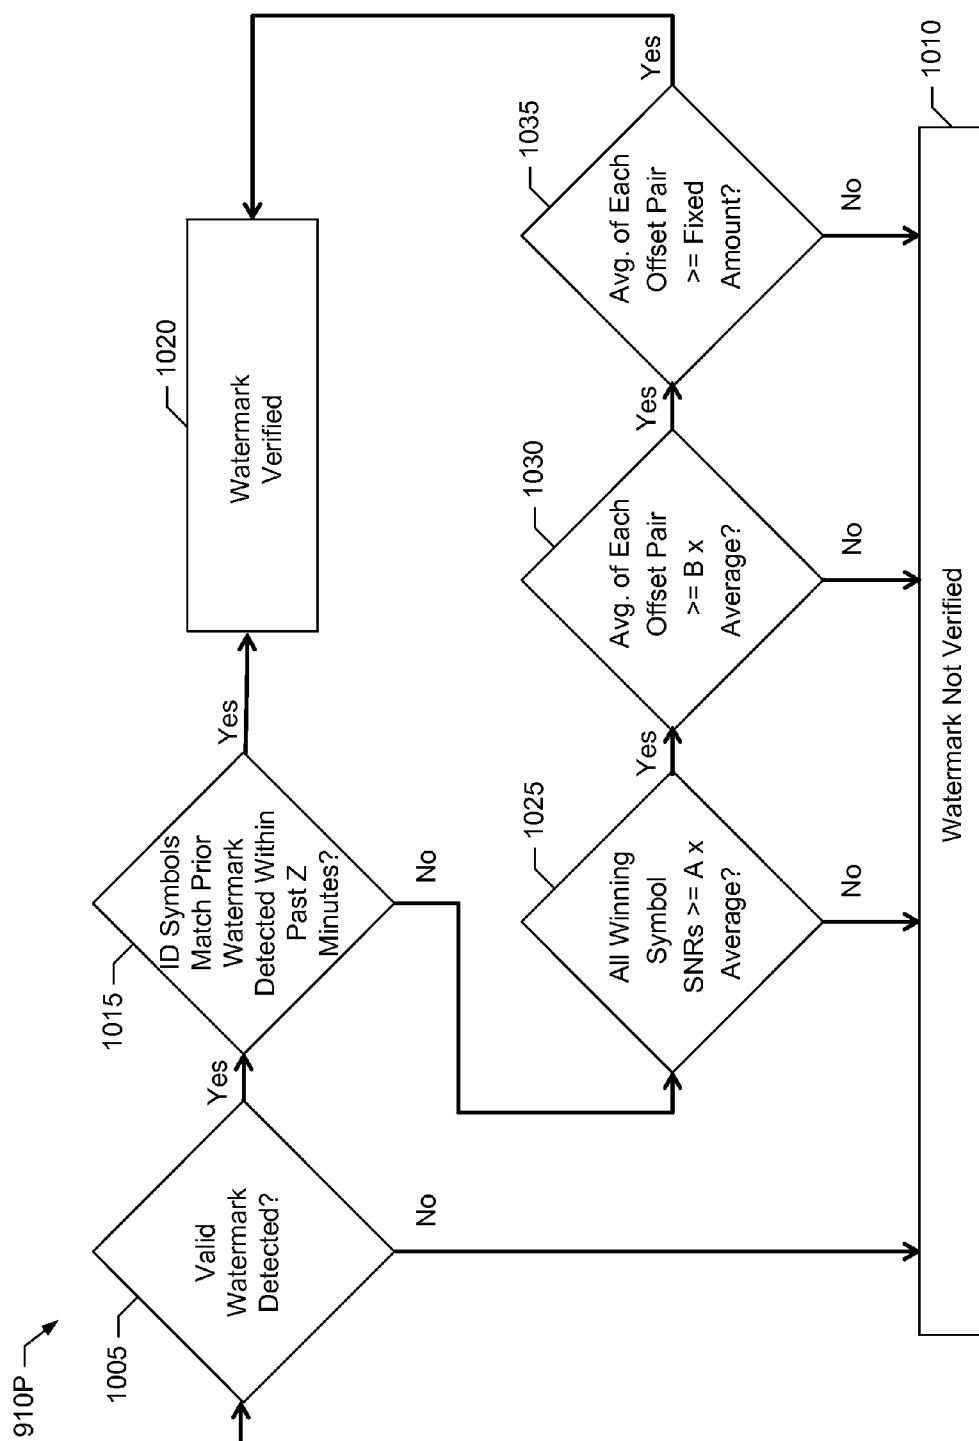 910P
1005
Valid
Watermark
Detected?
Yes
No
1015
ID Symbols
Match Prior
Watermark
Detected Within
Past Z
Minutes?
Yes
No
1020
Watermark
Verified
1025
All Winning
Symbol
SNRs >= A x
Average?
Yes
No
1030
Avg. of Each
Offset Pair
>= B x
Average?
Yes
No
1035
Avg. of Each
Offset Pair
>= Fixed
Amount?
Yes
No
1010
Watermark Not Verified